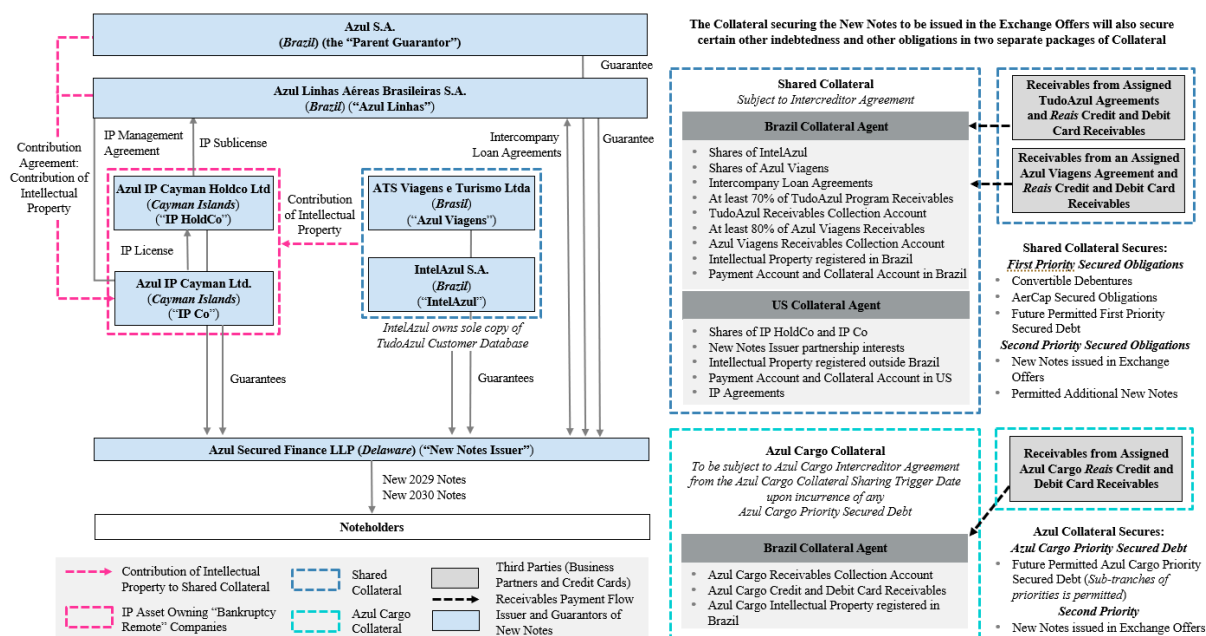 Azul S.A.
(Brazil) (the “Parent Guarantor”)
Guarantee
Azul Linhas Aéreas Brasileiras S.A.
(Brazil) (“Azul Linhas”)
Contribution
Agreement:
Contribution of
Intellectual
Property
IP Management
Agreement
IP Sublicense
Intercompany
Loan Agreements
Guarantee
Azul IP Cayman Holdco Ltd
(Cayman Islands)
(“IP HoldCo”)
IP License
Azul IP Cayman Ltd.
(Cayman Islands)
(“IP Co”)
Contribution
of Intellectual
Property
ATS Viagens e Turismo Ltda
(Brasil)
(“Azul Viagens”)
IntelAzul S.A.
(Brazil)
(“IntelAzul”)
IntelAzul owns sole copy of
TudoAzul Customer Database
Guarantees
Guarantees
Azul Secured Finance LLP (Delaware) (“New Notes Issuer”)
New 2029 Notes
New 2030 Notes
Noteholders
Contribution of Intellectual
Property to Shared Collateral
IP Asset Owning “Bankruptcy
Remote” Companies
Shared
Collateral
Azul Cargo
Collateral
Third Parties (Business
Partners and Credit Cards)
Receivables Payment Flow
Issuer and Guarantors of
New Notes
The Collateral securing the New Notes to be issued in the Exchange Offers will also secure
certain other indebtedness and other obligations in two separate packages of Collateral
Shared Collateral
Subject to Intercreditor Agreement
Brazil Collateral Agent
• Shares of IntelAzul
• Shares of Azul Viagens
• Intercompany Loan Agreements
• At least 70% of TudoAzul Program Receivables
• TudoAzul Receivables Collection Account
• At least 80% of Azul Viagens Receivables
• Azul Viagens Receivables Collection Account
• Intellectual Property registered in Brazil
• Payment Account and Collateral Account in Brazil
US Collateral Agent
• Shares of IP HoldCo and IP Co
• New Notes Issuer partnership interests
• Intellectual Property registered outside Brazil
• Payment Account and Collateral Account in US
• IP Agreements
Receivables from Assigned
TudoAzul Agreements
and Reais Credit and Debit
Card Receivables
Receivables from an Assigned
Azul Viagens Agreement and
Reais Credit and Debit Card
Receivables
Shared Collateral Secures:
First Priority Secured Obligations
• Convertible Debentures
• AerCap Secured Obligations
• Future Permitted First Priority
Secured Debt
Second Priority Secured Obligations
• New Notes issued in Exchange
Offers
• Permitted Additional New Notes
Azul Cargo Collateral
To be subject to Azul Cargo Intercreditor Agreement
from the Azul Cargo Collateral Sharing Trigger Date
upon incurrence of any
Azul Cargo Priority Secured Debt
Brazil Collateral Agent
• Azul Cargo Receivables Collection Account
• Azul Cargo Credit and Debit Card Receivables
• Azul Cargo Intellectual Property registered in
Brazil
Receivables from Assigned
Azul Cargo Reais Credit and
Debit Card Receivables
Azul Collateral Secures:
Azul Cargo Priority Secured Debt
• Future Permitted Azul Cargo Priority
Secured Debt (Sub-tranches of
priorities is permitted)
Second Priority
• New Notes issued in Exchange Offers